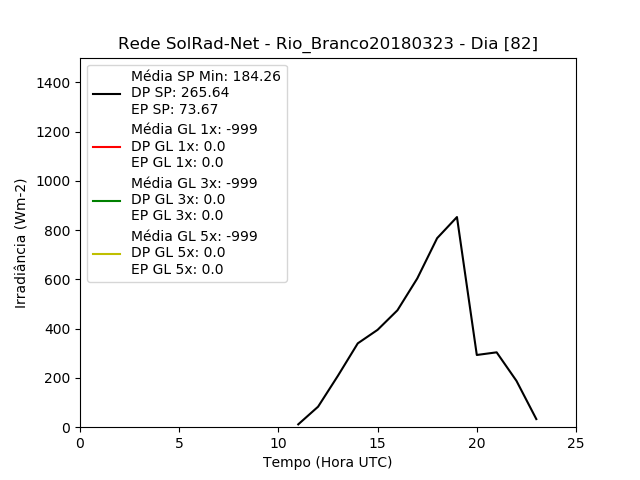 Rede SolRad-Net - Rio_Branco20180323 - Dia [82]
Média SP Min: 184.26
DP SP: 265.64
EP SP: 73.67
Média GL 1x: -999
DP GL 1x: 0.0
EP GL 1x: 0.0
Média GL 3x: -999
DP GL 3x: 0.0
EP GL 3x: 0.0
Média GL 5x: -999
DP GL 5x: 0.0
EP GL 5x: 0.0
Irradiância (Wm-2)
1400
1200
1000
800
600
400
200
0
0 5 10 15 20 25
Tempo (Hora UTC)